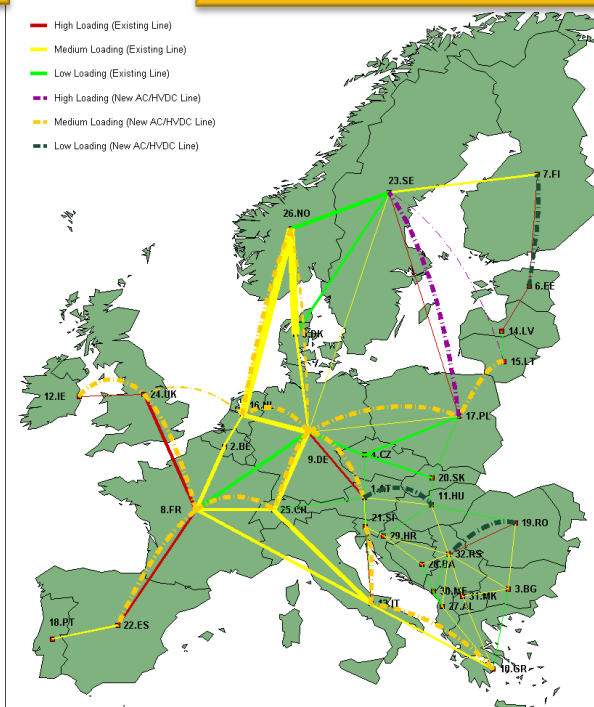 High Loading (Existing Line)
Medium Loading (Existing Line)
Low Loading (Existing Line)
High Loading (New AC/HVDC Line)
Medium Loading (New AC/HVDC Line)
Low Loading (New AC/HVDC Line)
7.FI
23.SE
26.NO
6.EE
14.LV
15.LT
12.IE
24.UK
16.NL
17.PL
2.BE
9.DE
4.CZ
20.SK
1.AT
11.HU
8.FR
25.CH
21.SI
19.RO
29.HR
32.RS
28.BA
30.ME
31.MK
3.BG
13.IT
27.AL
18.PT
22.ES
10.GR